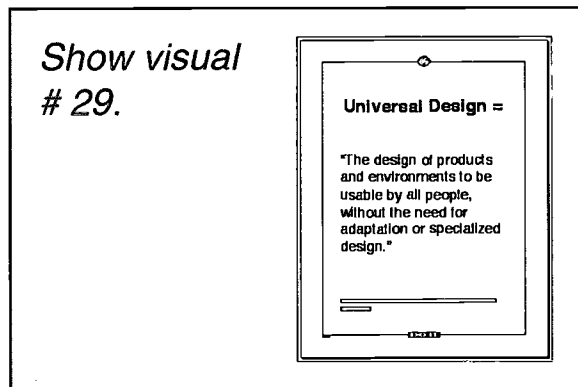 Show visual
# 29.
Universal Design =
"The design of products
and environments to be
usable by all people,
without the need for
adaptation or specialized
design."